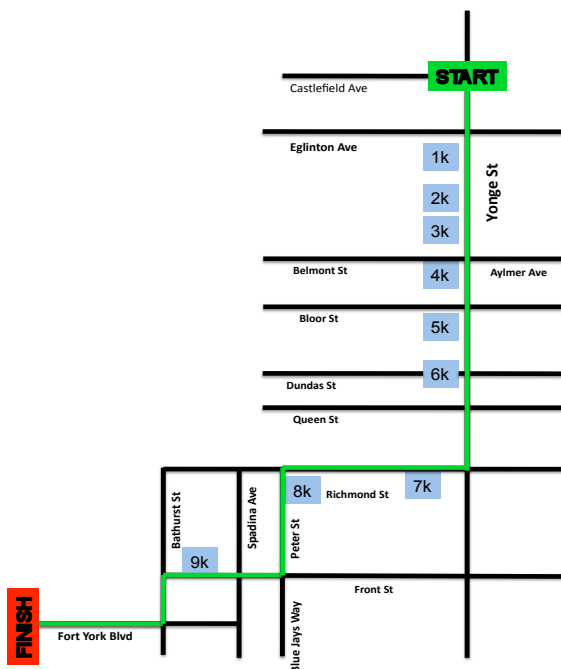 START
Castlefield Ave
Eglinton Ave
1k
Yonge St
2k
3k
Belmont St
4k
Aylmer Ave
Bloor St
5k
6k
Dundas St
Queen St
Bathurst St
Spadina Ave
8k
Peter St
Richmond St
7k
9k
Front St
FINISH
Fort York Blvd
Blue Jays Way